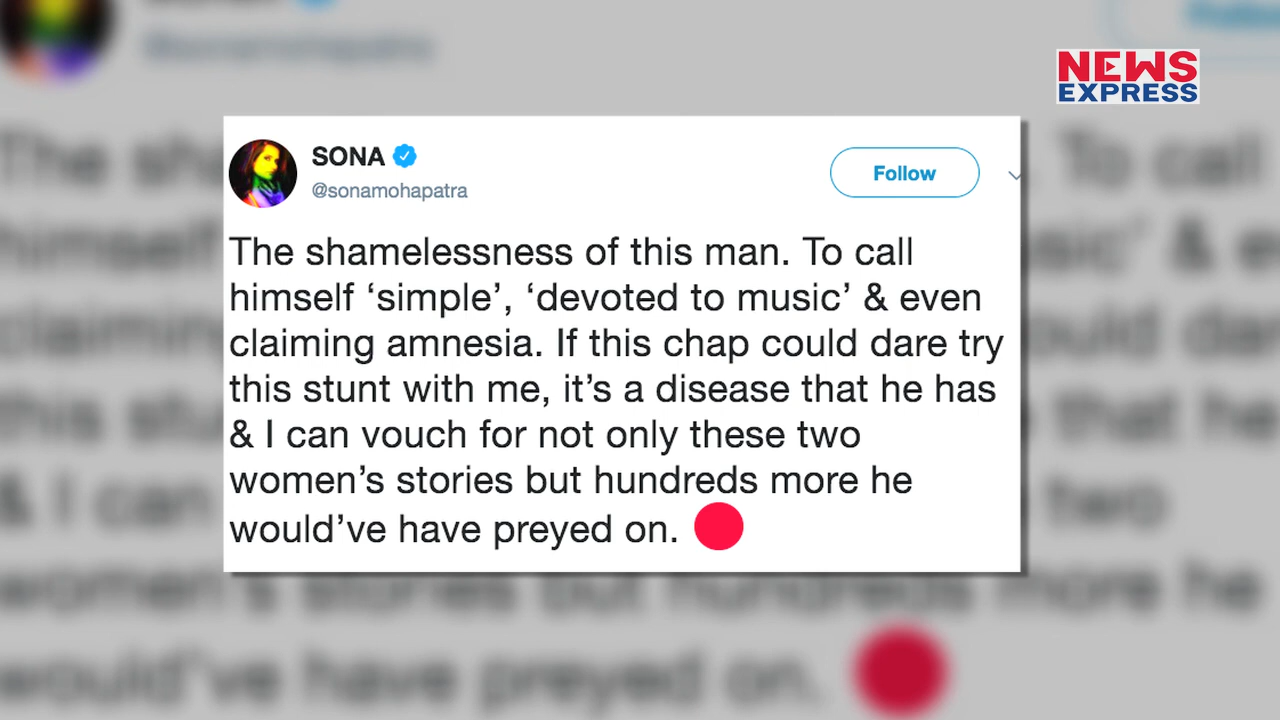 NEWS
EXPRESS
SONA
@sonamohapatra
Follow
The shamelessness of this man. To call
himself ‘simple’, ‘devoted to music’ & even
claiming amnesia. If this chap could dare try
this stunt with me, it’s a disease that he has
& I can vouch for not only these two
women’s stories but hundreds more he
would’ve have preyed on.